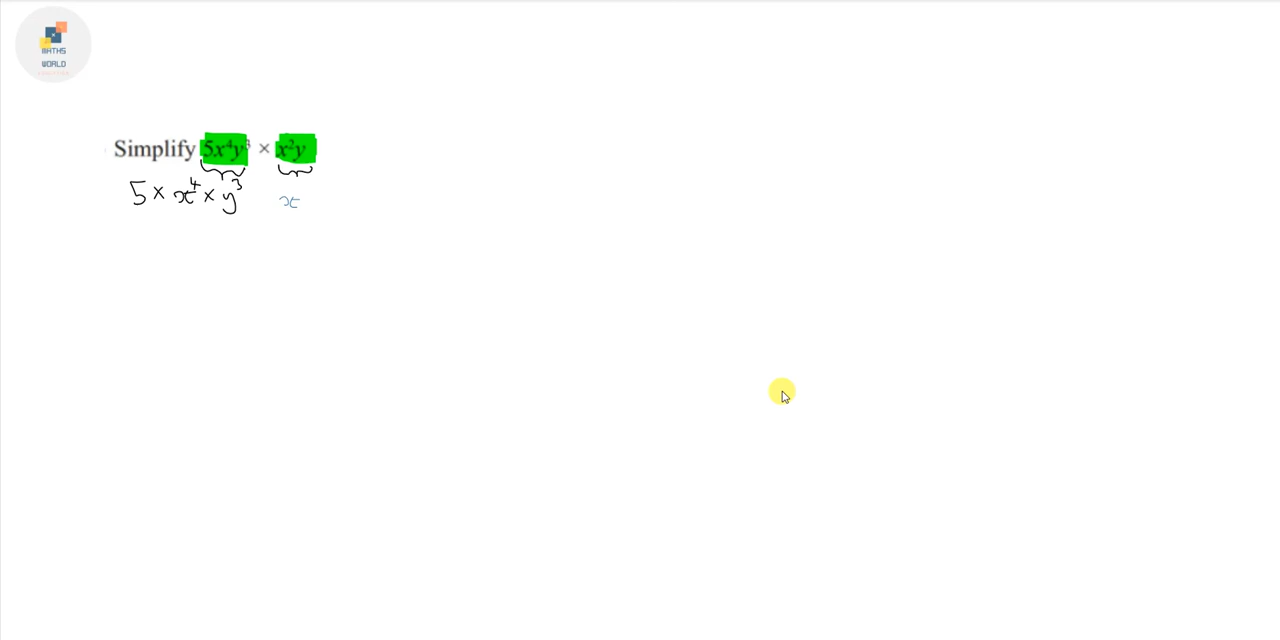 MATHS
WORLD
Simplify 5x⁴y³ × x²y
5 × x⁴ × y³ x